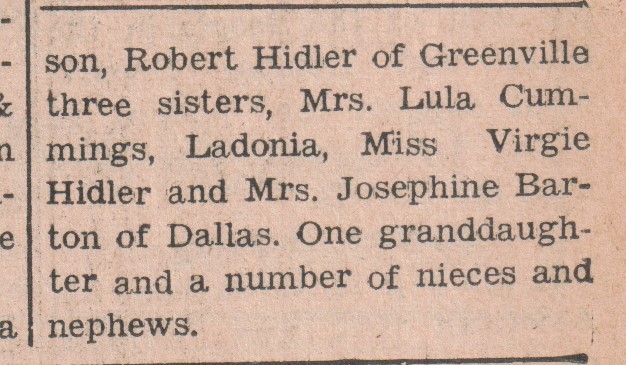 son, Robert Hidler of Greenville
three sisters, Mrs. Lula Cum-
mings, Ladonia, Miss Virgie
Hidler and Mrs. Josephine Bar-
ton of Dallas. One granddaugh-
ter and a number of nieces and
nephews.